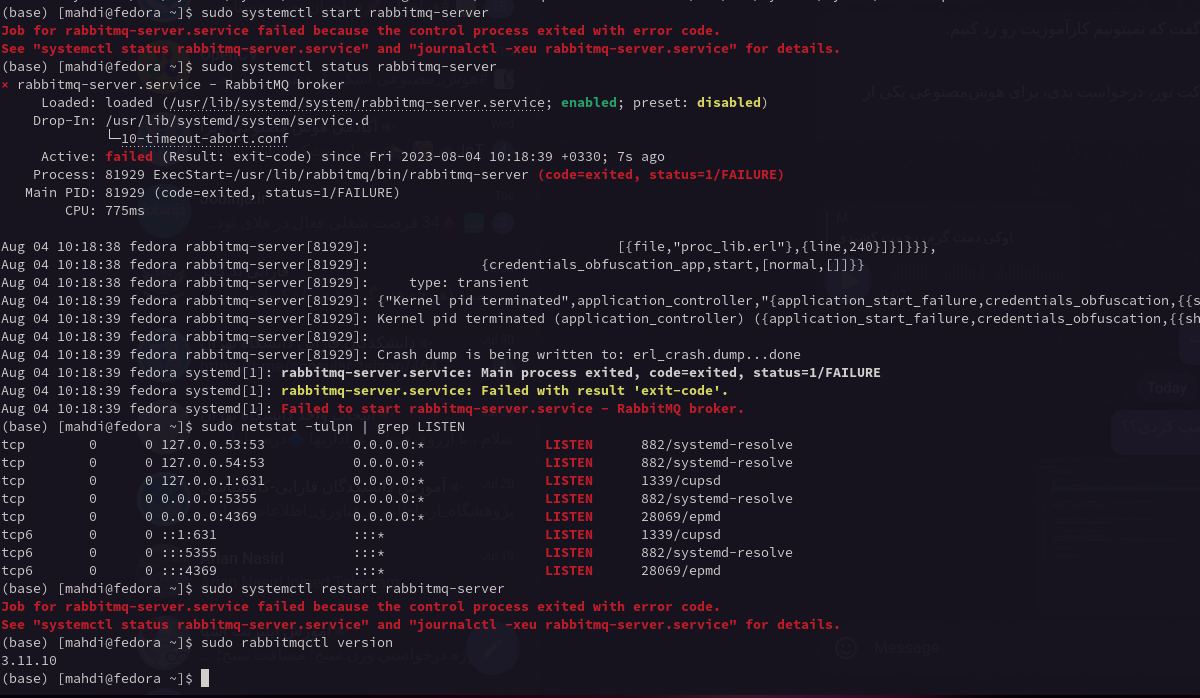 (base) [mahdi@fedora ~]$ sudo systemctl start rabbitmq-server
Job for rabbitmq-server.service failed because the control process exited with error code.
See "systemctl status rabbitmq-server.service" and "journalctl -xeu rabbitmq-server.service" for details.
(base) [mahdi@fedora ~]$ sudo systemctl status rabbitmq-server
× rabbitmq-server.service - RabbitMQ broker
     Loaded: loaded (/usr/lib/systemd/system/rabbitmq-server.service; enabled; preset: disabled)
    Drop-In: /usr/lib/systemd/system/service.d
             └─10-timeout-abort.conf
     Active: failed (Result: exit-code) since Fri 2023-08-04 10:18:39 +0330; 7s ago
    Process: 81929 ExecStart=/usr/lib/rabbitmq/bin/rabbitmq-server (code=exited, status=1/FAILURE)
   Main PID: 81929 (code=exited, status=1/FAILURE)
        CPU: 775ms
Aug 04 10:18:38 fedora rabbitmq-server[81929]:                               [{file,"proc_lib.erl"},{line,240}]}]}}},
Aug 04 10:18:38 fedora rabbitmq-server[81929]:              {credentials_obfuscation_app,start,[normal,[]]}}
Aug 04 10:18:38 fedora rabbitmq-server[81929]:     type: transient
Aug 04 10:18:39 fedora rabbitmq-server[81929]: {"Kernel pid terminated",application_controller,"{application_start_failure,credentials_obfuscation,{{s
Aug 04 10:18:39 fedora rabbitmq-server[81929]: Kernel pid terminated (application_controller) ({application_start_failure,credentials_obfuscation,{{sh
Aug 04 10:18:39 fedora rabbitmq-server[81929]:
Aug 04 10:18:39 fedora rabbitmq-server[81929]: Crash dump is being written to: erl_crash.dump...done
Aug 04 10:18:39 fedora systemd[1]: rabbitmq-server.service: Main process exited, code=exited, status=1/FAILURE
Aug 04 10:18:39 fedora systemd[1]: rabbitmq-server.service: Failed with result 'exit-code'.
Aug 04 10:18:39 fedora systemd[1]: Failed to start rabbitmq-server.service - RabbitMQ broker.
(base) [mahdi@fedora ~]$ sudo netstat -tulpn | grep LISTEN
tcp        0      0 127.0.0.53:53           0.0.0.0:*               LISTEN      882/systemd-resolve
tcp        0      0 127.0.0.54:53           0.0.0.0:*               LISTEN      882/systemd-resolve
tcp        0      0 127.0.0.1:631           0.0.0.0:*               LISTEN      1339/cupsd
tcp        0      0 0.0.0.0:5355            0.0.0.0:*               LISTEN      882/systemd-resolve
tcp        0      0 0.0.0.0:4369            0.0.0.0:*               LISTEN      28069/epmd
tcp6       0      0 ::1:631                 :::*                    LISTEN      1339/cupsd
tcp6       0      0 :::5355                 :::*                    LISTEN      882/systemd-resolve
tcp6       0      0 :::4369                 :::*                    LISTEN      28069/epmd
(base) [mahdi@fedora ~]$ sudo systemctl restart rabbitmq-server
Job for rabbitmq-server.service failed because the control process exited with error code.
See "systemctl status rabbitmq-server.service" and "journalctl -xeu rabbitmq-server.service" for details.
(base) [mahdi@fedora ~]$ sudo rabbitmqctl version
3.11.10
(base) [mahdi@fedora ~]$
Today
Message